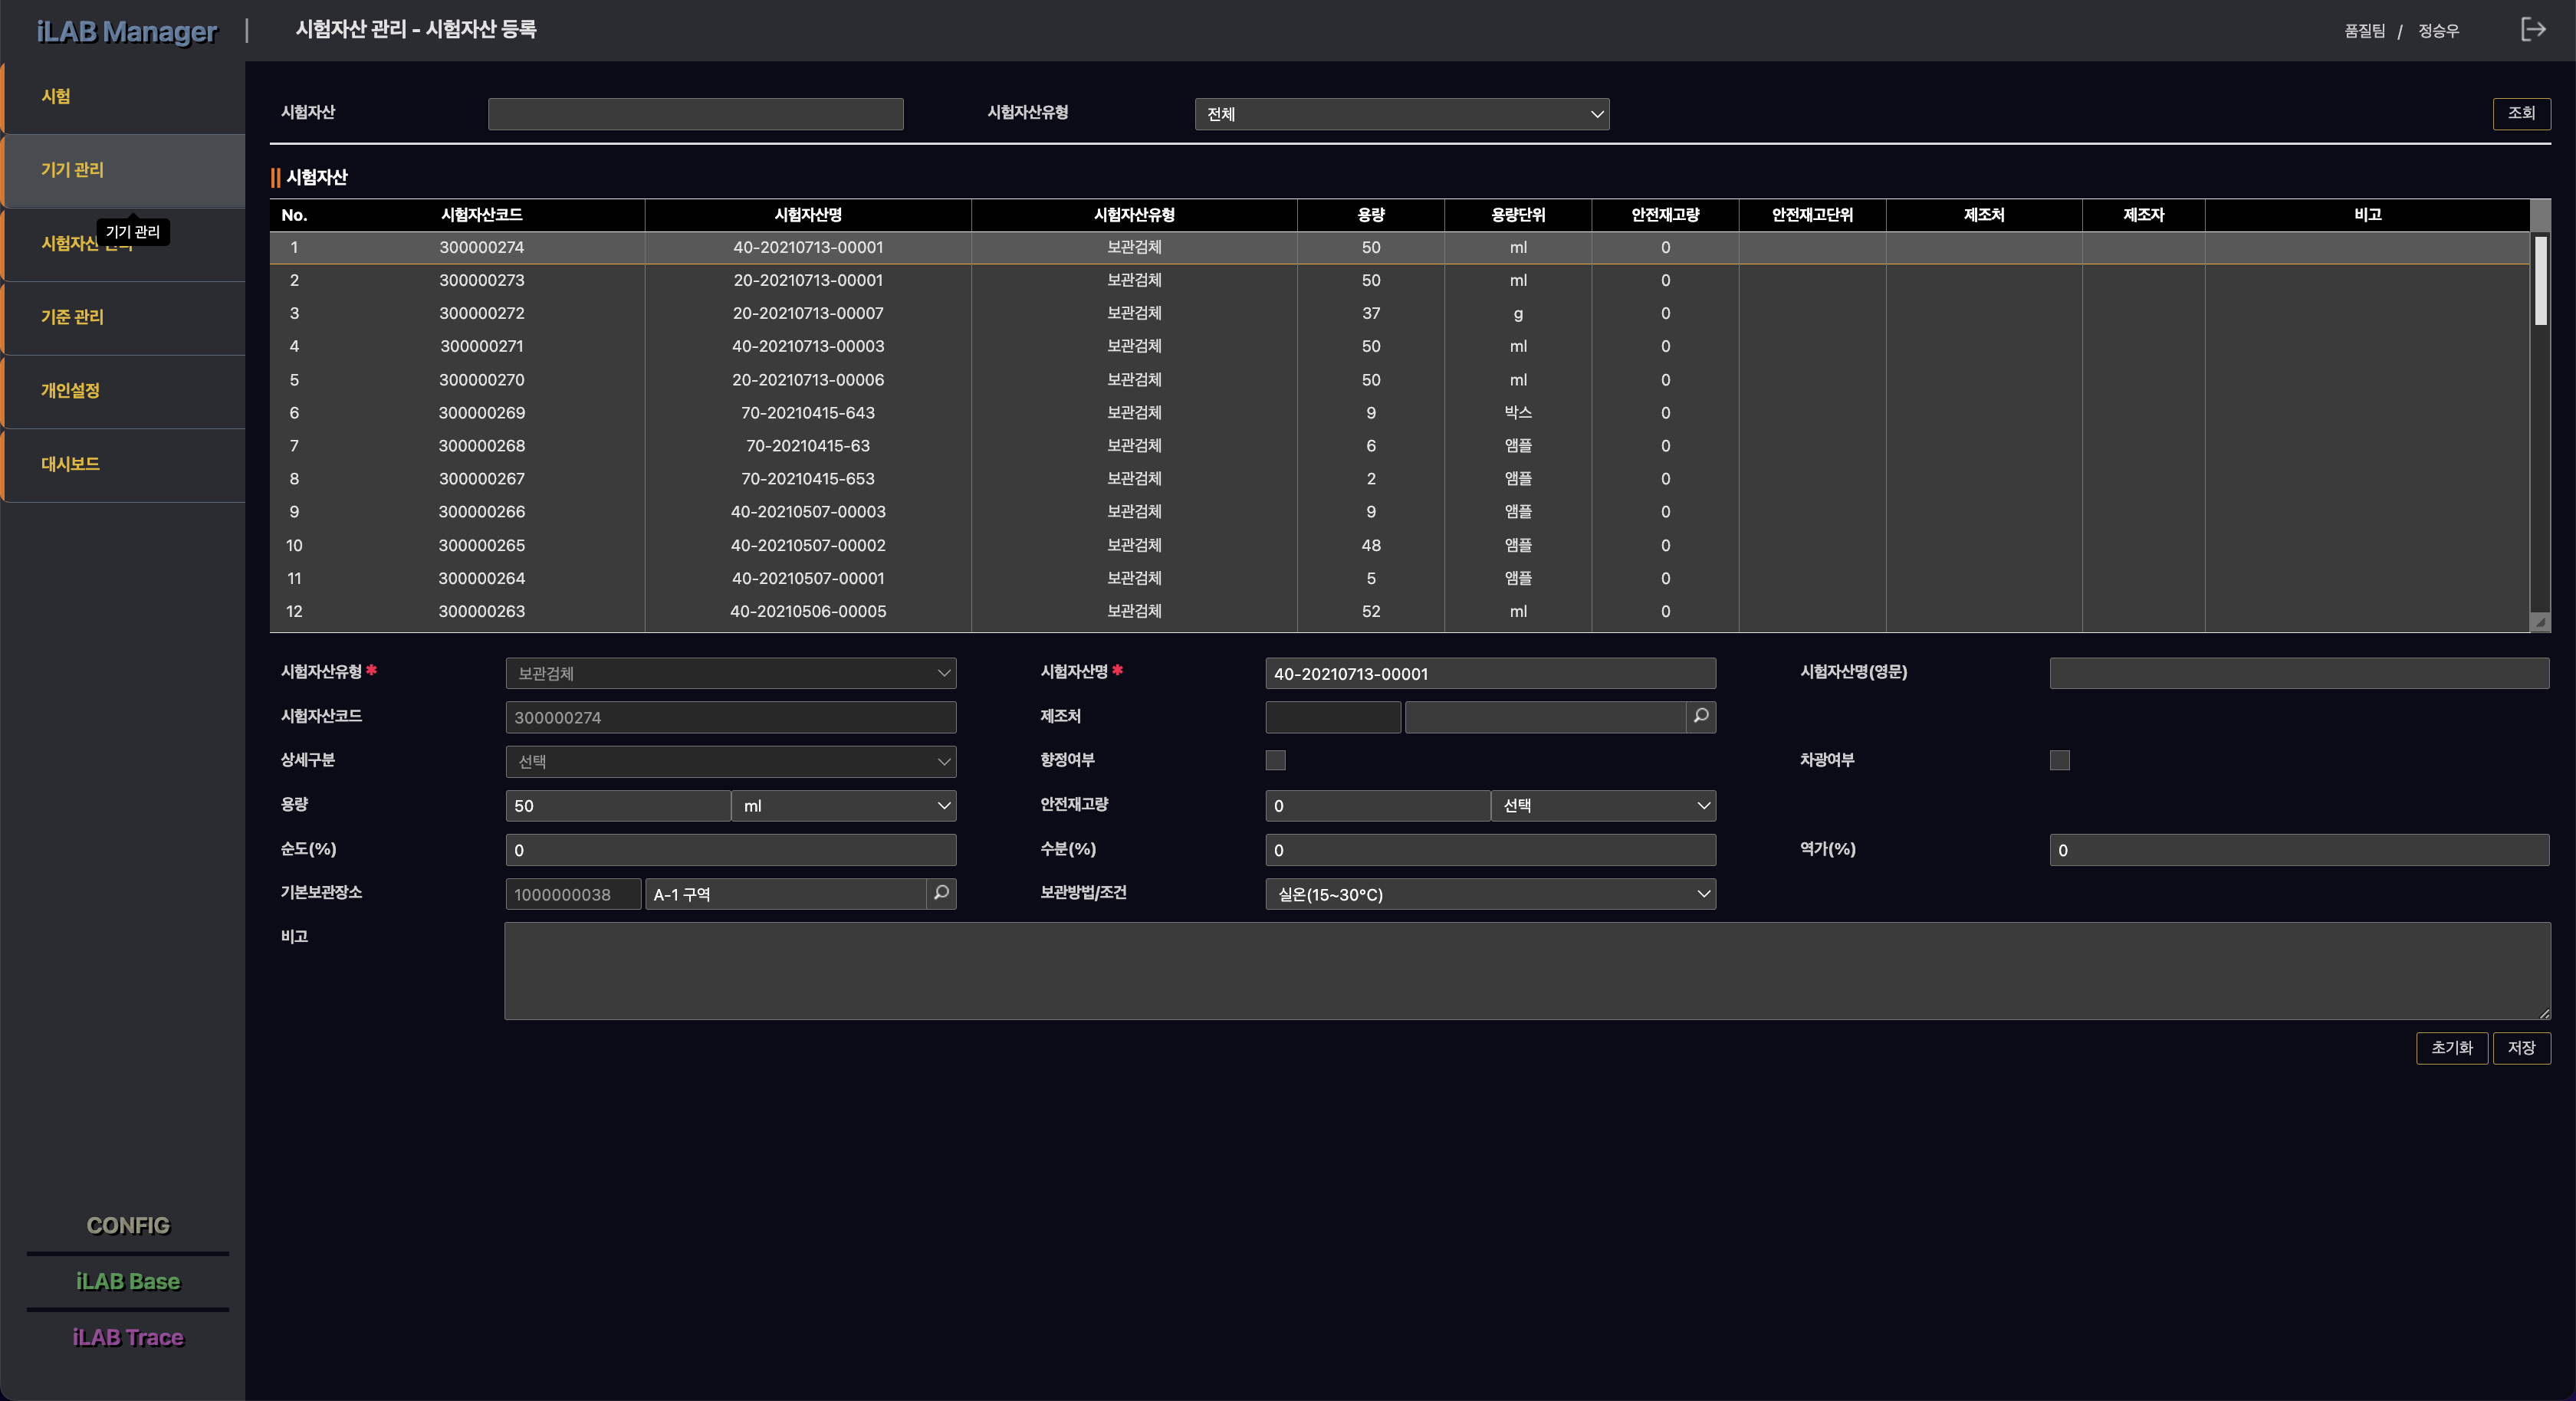 iLAB Manager
시험자산 관리 - 시험자산 등록
품질팀 / 정승우
시험
기기 관리
기기 관리
시험자산 관리
기준 관리
개인설정
대시보드
CONFIG
iLAB Base
iLAB Trace
시험자산
시험자산유형 전체
조회
시험자산
No. 시험자산코드 시험자산명 시험자산유형 용량 용량단위 안전재고량 안전재고단위 제조처 제조자 비고
1 300000274 40-20210713-00001 보관검체 50 ml 0
2 300000273 20-20210713-00001 보관검체 50 ml 0
3 300000272 20-20210713-00007 보관검체 37 g 0
4 300000271 40-20210713-00003 보관검체 50 ml 0
5 300000270 20-20210713-00006 보관검체 50 ml 0
6 300000269 70-20210415-643 보관검체 9 박스 0
7 300000268 70-20210415-63 보관검체 6 앰플 0
8 300000267 70-20210415-653 보관검체 2 앰플 0
9 300000266 40-20210507-00003 보관검체 9 앰플 0
10 300000265 40-20210507-00002 보관검체 48 앰플 0
11 300000264 40-20210507-00001 보관검체 5 앰플 0
12 300000263 40-20210506-00005 보관검체 52 ml 0
시험자산유형 * 보관검체 시험자산명 * 40-20210713-00001 시험자산명(영문)
시험자산코드 300000274 제조처
상세구분 선택 향정여부 차광여부
용량 50 ml 안전재고량 0 선택
순도(%) 0 수분(%) 0 역가(%) 0
기본보관장소 1000000038 A-1 구역 보관방법/조건 실온(15~30°C)
비고
초기화 저장